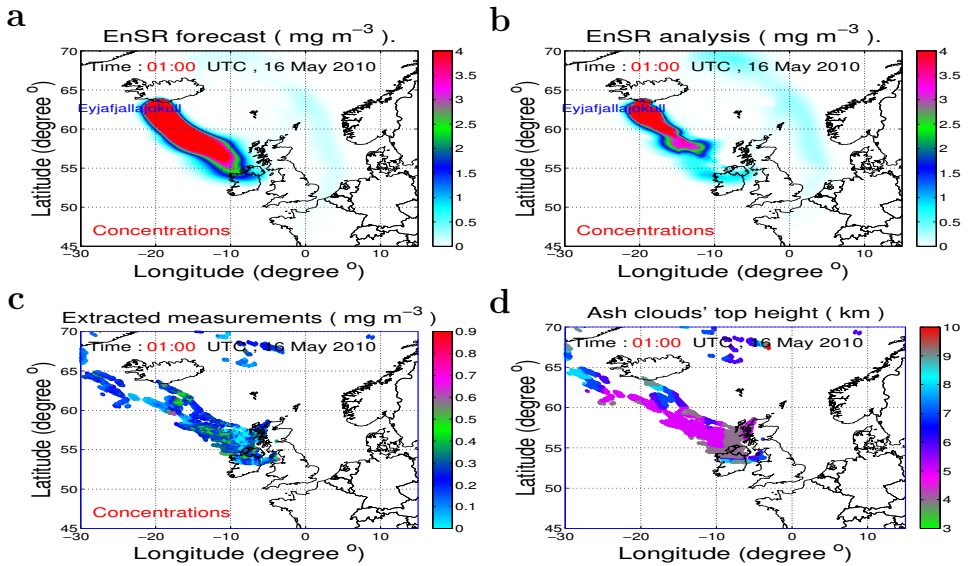 a
EnSR forecast ( mg m−3).
Time : 01:00 UTC , 16 May 2010
Eyjafjallajokull
Concentrations
Latitude (degree)
Longitude (degree o)
70
65
60
55
50
45
−30 −20 −10 0 10
4
3.5
3
2.5
2
1.5
1
0.5
0
b
EnSR analysis ( mg m−3).
Time : 01:00 UTC , 16 May 2010
Eyjafjallajokull
Concentrations
Latitude (degree)
Longitude (degree o)
70
65
60
55
50
45
−30 −20 −10 0 10
4
3.5
3
2.5
2
1.5
1
0.5
0
c
Extracted measurements ( mg m−3)
Time : 01:00 UTC , 16 May 2010
Concentrations
Latitude (degree)
Longitude (degree o)
70
65
60
55
50
45
−30 −20 −10 0 10
0.9
0.8
0.7
0.6
0.5
0.4
0.3
0.2
0.1
0
d
Ash clouds' top height ( km )
Time : 01:00 UTC , 16 May 2010
Latitude (degree)
Longitude (degree o)
70
65
60
55
50
45
−30 −20 −10 0 10
10
9
8
7
6
5
4
3